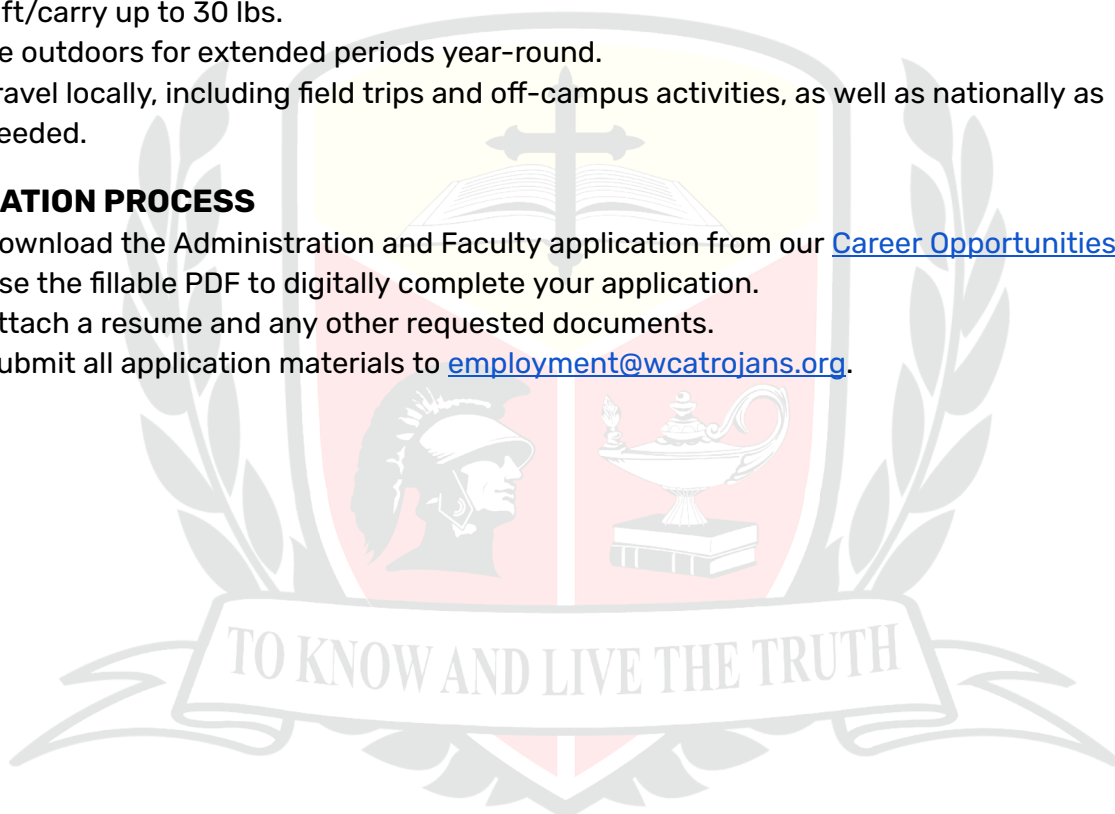 ft/carry up to 30 lbs.
e outdoors for extended periods year-round.
ravel locally, including field trips and off-campus activities, as well as nationally as
eeded.
ATION PROCESS
ownload the Administration and Faculty application from our Career Opportunities
se the fillable PDF to digitally complete your application.
ttach a resume and any other requested documents.
ubmit all application materials to employment@wcatrojans.org.
TO KNOW AND LIVE THE TRUTH